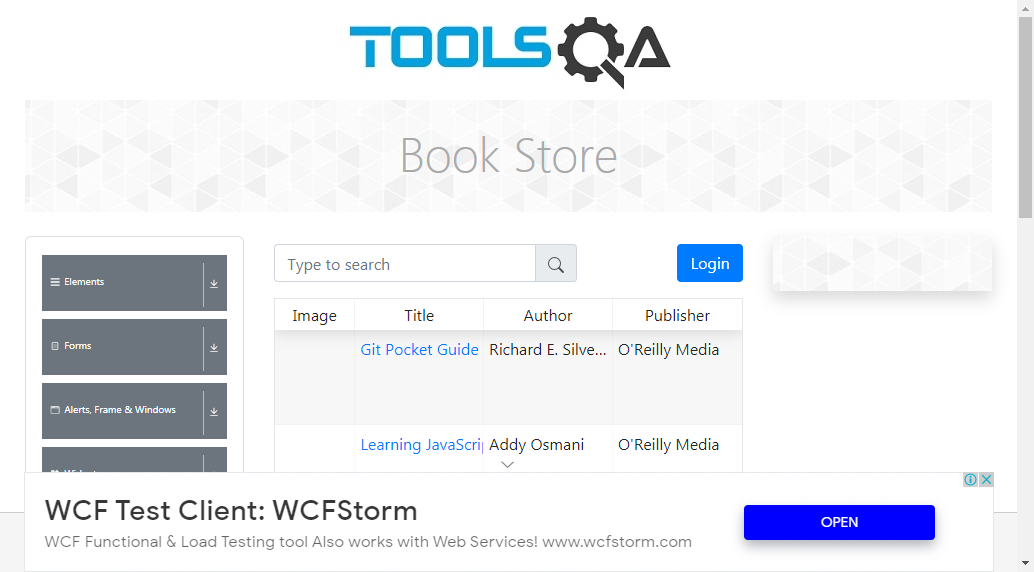 TOOLSQA
Book Store
Elements
Forms
Alerts, Frame & Windows
Type to search
Login
Image Title Author Publisher
Git Pocket Guide Richard E. Silve... O'Reilly Media
Learning JavaScri Addy Osmani O'Reilly Media
WCF Test Client: WCFStorm
WCF Functional & Load Testing tool Also works with Web Services! www.wcfstorm.com
OPEN